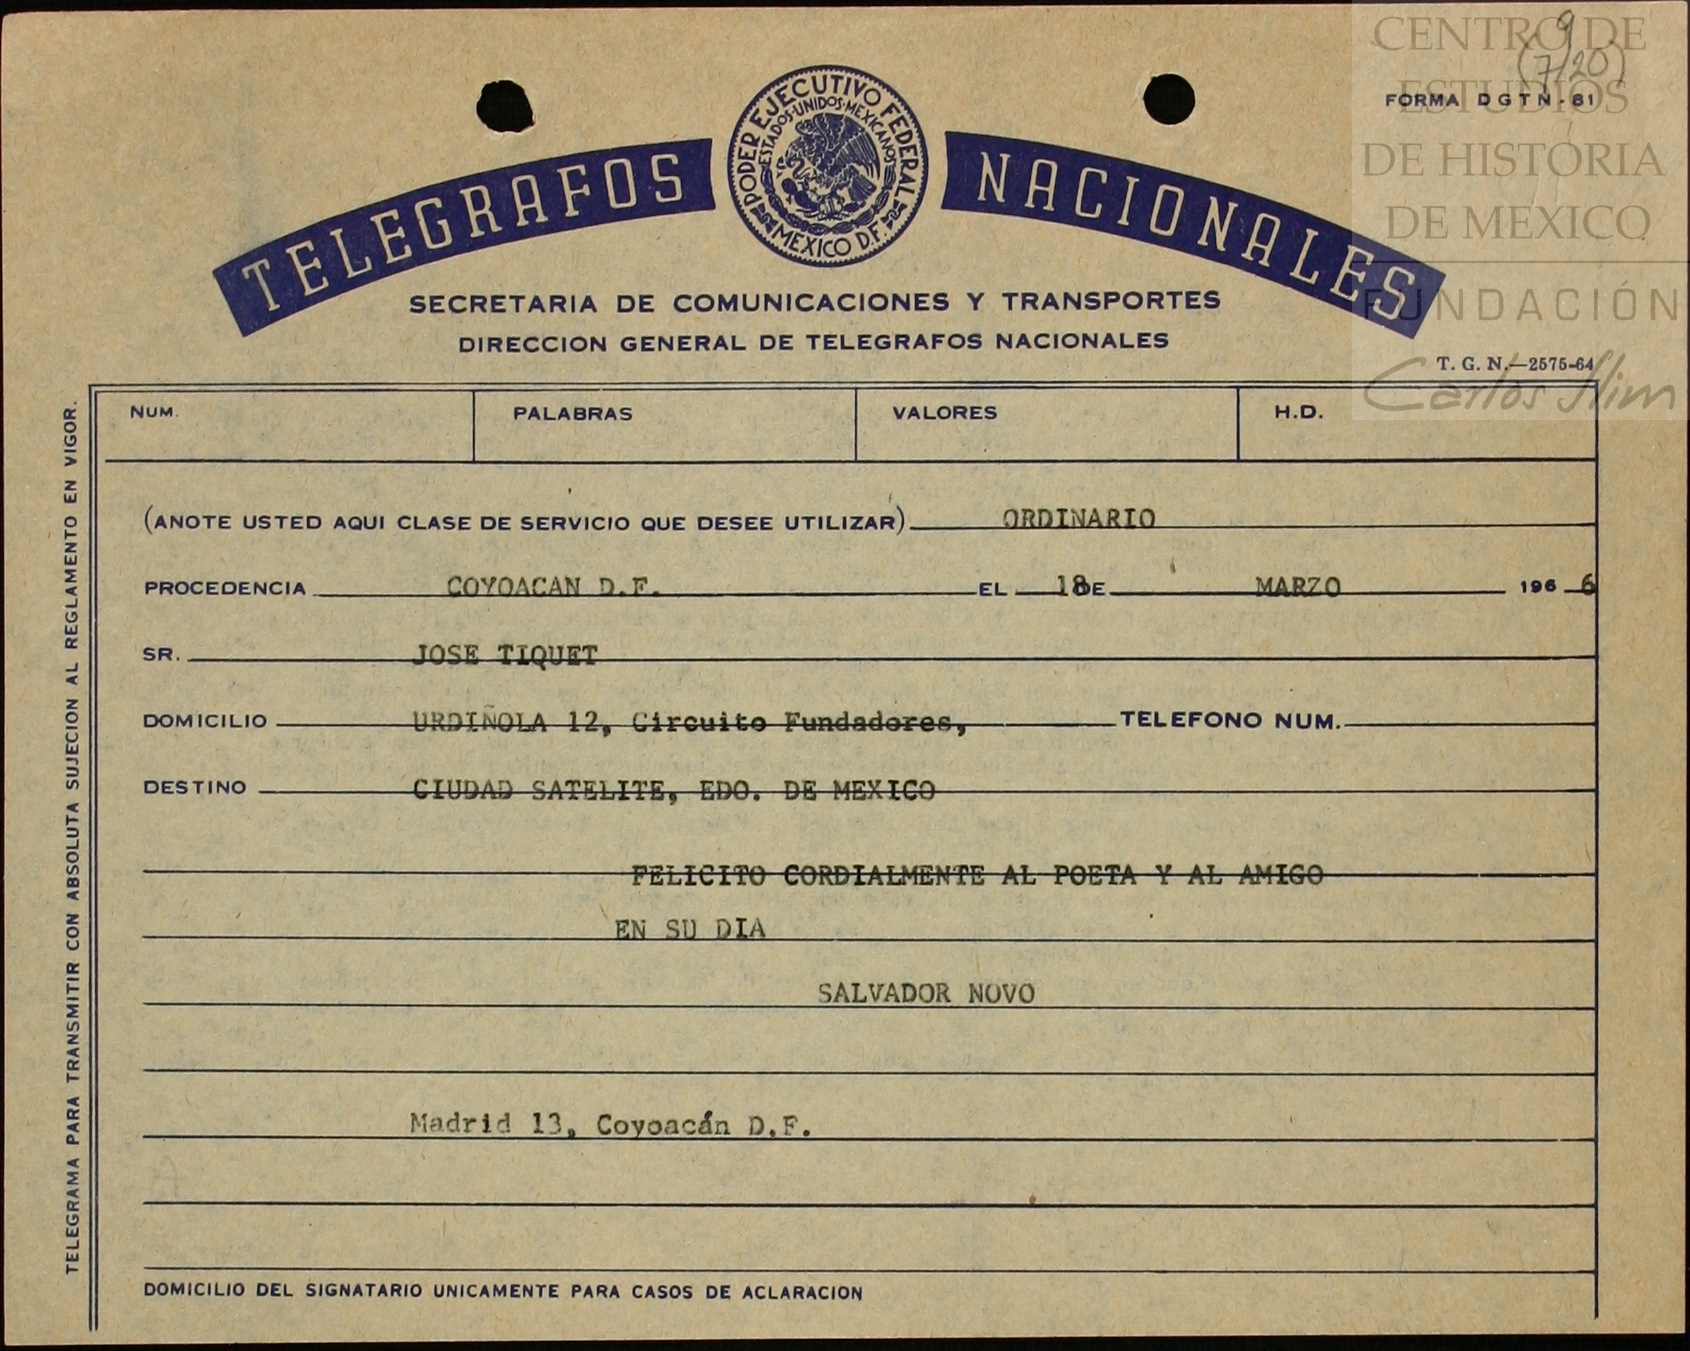 CENTRO DE
ESTUDIOS
DE HISTORIA
DE MEXICO
FUNDACIÓN
Carlos Slim
9
(7/20)
FORMA DGTN-81
TELEGRAFOS NACIONALES
PODER EJECUTIVO FEDERAL
ESTADOS UNIDOS MEXICANOS
MEXICO D.F.
SECRETARIA DE COMUNICACIONES Y TRANSPORTES
DIRECCION GENERAL DE TELEGRAFOS NACIONALES
T. G. N.—2575-64
NUM. PALABRAS VALORES H.D.
(ANOTE USTED AQUI CLASE DE SERVICIO QUE DESEE UTILIZAR) ORDINARIO
PROCEDENCIA COYOACAN D.F. EL 18 DE MARZO 196 6
SR. JOSE TIQUET
DOMICILIO URDIÑOLA 12, Circuito Fundadores, TELEFONO NUM.
DESTINO CIUDAD SATELITE, EDO. DE MEXICO
FELICITO CORDIALMENTE AL POETA Y AL AMIGO
EN SU DIA
SALVADOR NOVO
Madrid 13, Coyoacán D.F.
DOMICILIO DEL SIGNATARIO UNICAMENTE PARA CASOS DE ACLARACION
TELEGRAMA PARA TRANSMITIR CON ABSOLUTA SUJECION AL REGLAMENTO EN VIGOR.